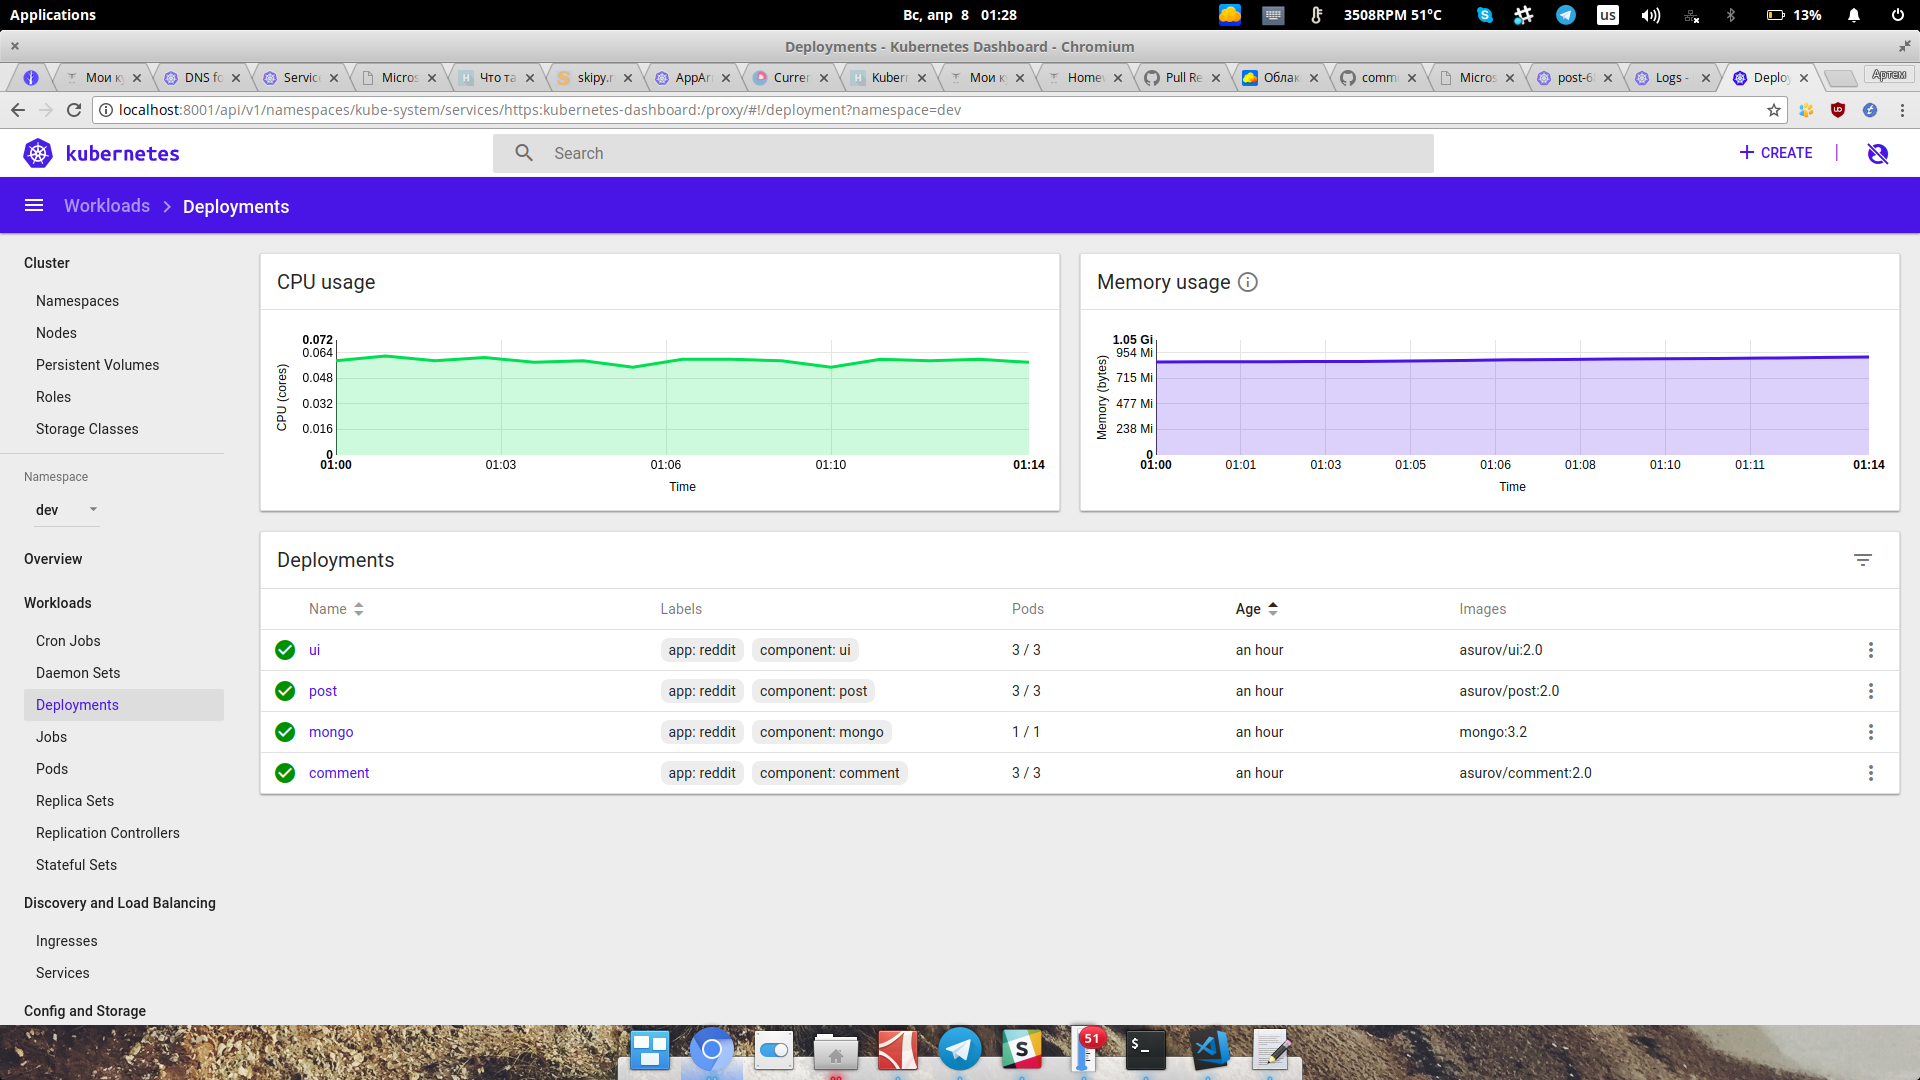 Applications
Вс, апр 8 01:28
3508RPM 51°C
us
13%
Deployments - Kubernetes Dashboard - Chromium
Мои к
DNS fo
Servic
Micros
Что та
skipy.r
AppAr
Currer
Kuberr
Мои к
Home
Pull Re
Облак
comm
Micros
post-6
Logs -
Deploy
Артем
localhost:8001/api/v1/namespaces/kube-system/services/https:kubernetes-dashboard:/proxy/#!/deployment?namespace=dev
kubernetes
Search
+ CREATE
Workloads > Deployments
Cluster
Namespaces
Nodes
Persistent Volumes
Roles
Storage Classes
Namespace
dev
Overview
Workloads
Cron Jobs
Daemon Sets
Deployments
Jobs
Pods
Replica Sets
Replication Controllers
Stateful Sets
Discovery and Load Balancing
Ingresses
Services
Config and Storage
CPU usage
CPU (cores)
0.072
0.064
0.048
0.032
0.016
0
01:00 01:03 01:06 01:10 01:14
Time
Memory usage
Memory (bytes)
1.05 Gi
954 Mi
715 Mi
477 Mi
238 Mi
0
01:00 01:01 01:03 01:05 01:06 01:08 01:10 01:11 01:14
Time
Deployments
Name Labels Pods Age Images
ui app: reddit component: ui 3 / 3 an hour asurov/ui:2.0
post app: reddit component: post 3 / 3 an hour asurov/post:2.0
mongo app: reddit component: mongo 1 / 1 an hour mongo:3.2
comment app: reddit component: comment 3 / 3 an hour asurov/comment:2.0
S
51
$_